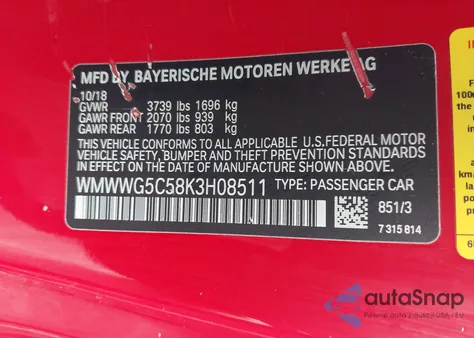 MFD BY BAYERISCHE MOTOREN WERKE AG
10/18
GVWR 3739 lbs 1696 kg
GAWR FRONT 2070 lbs 939 kg
GAWR REAR 1770 lbs 803 kg
THIS VEHICLE CONFORMS TO ALL APPLICABLE U.S.FEDERAL MOTOR
VEHICLE SAFETY, BUMPER AND THEFT PREVENTION STANDARDS
IN EFFECT ON THE DATE OF MANUFACTURE SHOWN ABOVE.
WMWWG5C58K3H08511 TYPE: PASSENGER CAR
851/3
7 315 814
autoSnap